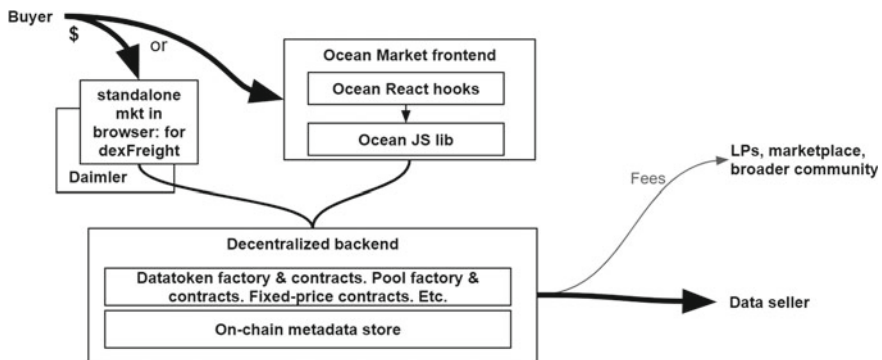 Buyer
$
or
Ocean Market frontend
Ocean React hooks
Ocean JS lib
standalone
mkt in
browser: for
dexFreight
Daimler
Fees
LPs, marketplace,
broader community
Decentralized backend
Datatoken factory & contracts. Pool factory &
contracts. Fixed-price contracts. Etc.
On-chain metadata store
Data seller